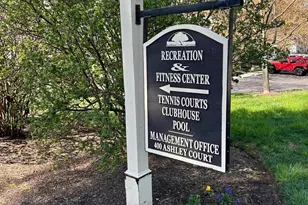 RECREATION
&
FITNESS CENTER
TENNIS COURTS
CLUBHOUSE
POOL
MANAGEMENT OFFICE
400 ASHLEY COURT